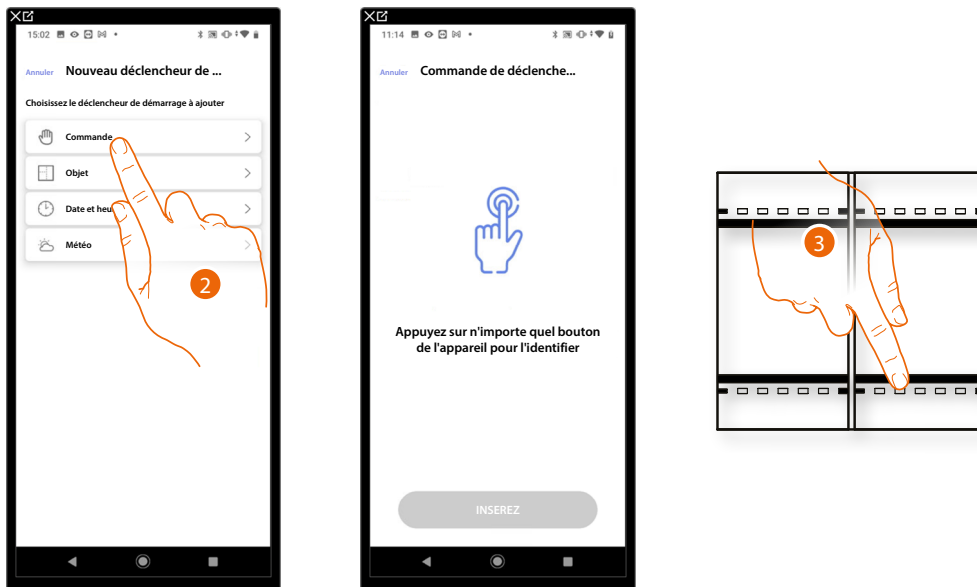 15:02
Annuler Nouveau déclencheur de ...
Choisissez le déclencheur de démarrage à ajouter
Commande
Objet
Date et heu
Météo
2
11:14
Annuler Commande de déclenche...
Appuyez sur n'importe quel bouton
de l'appareil pour l'identifier
INSEREZ
3